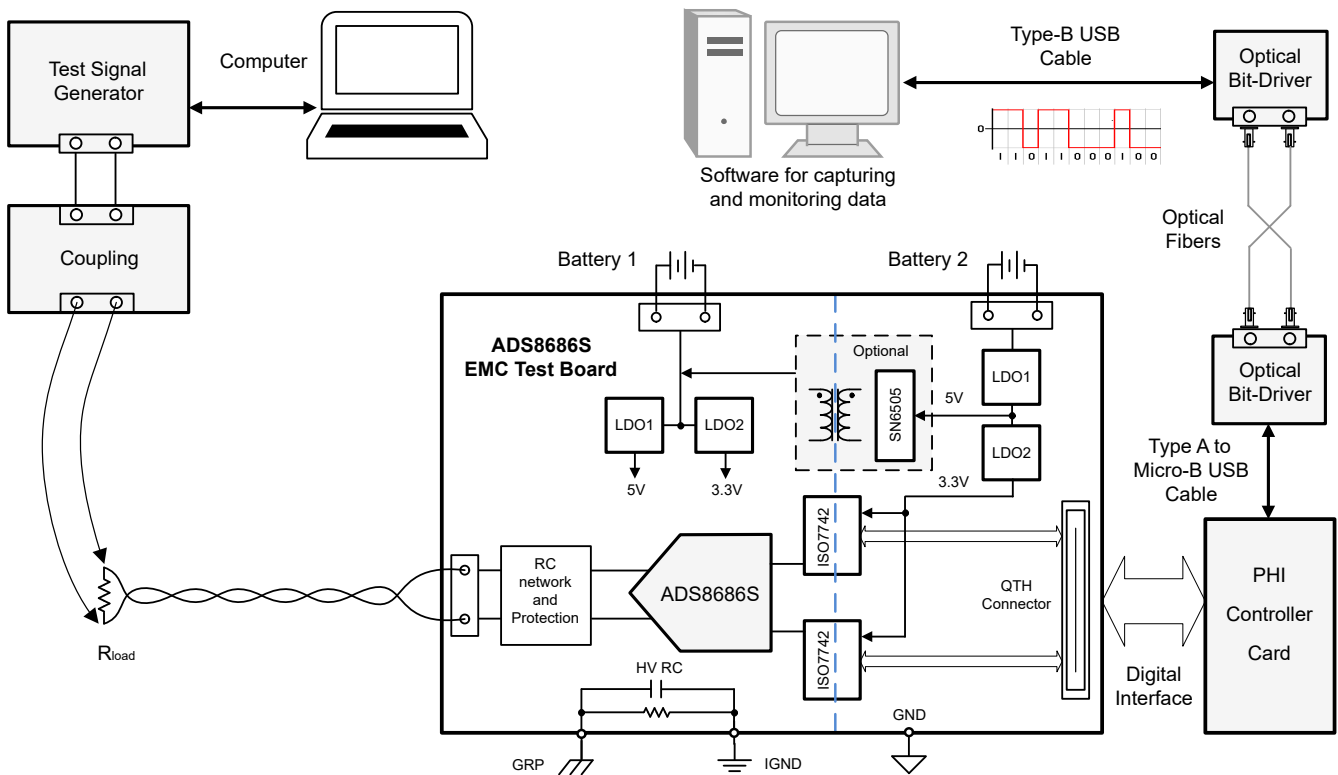 Test Signal
Generator
Computer
Coupling
Software for capturing
and monitoring data
Type-B USB
Cable
0
1 1 0 1 1 0 0 0 1 0 0
Optical
Bit-Driver
Optical
Fibers
Optical
Bit-Driver
Type A to
Micro-B USB
Cable
Battery 1
Battery 2
ADS8686S
EMC Test Board
Optional
SN6505
LDO1
LDO2
5V
3.3V
LDO1
5V
LDO2
3.3V
ISO7742
ISO7742
RC
network
and
Protection
ADS8686S
QTH
Connector
HV RC
GRP
IGND
GND
Rload
Digital
Interface
PHI
Controller
Card